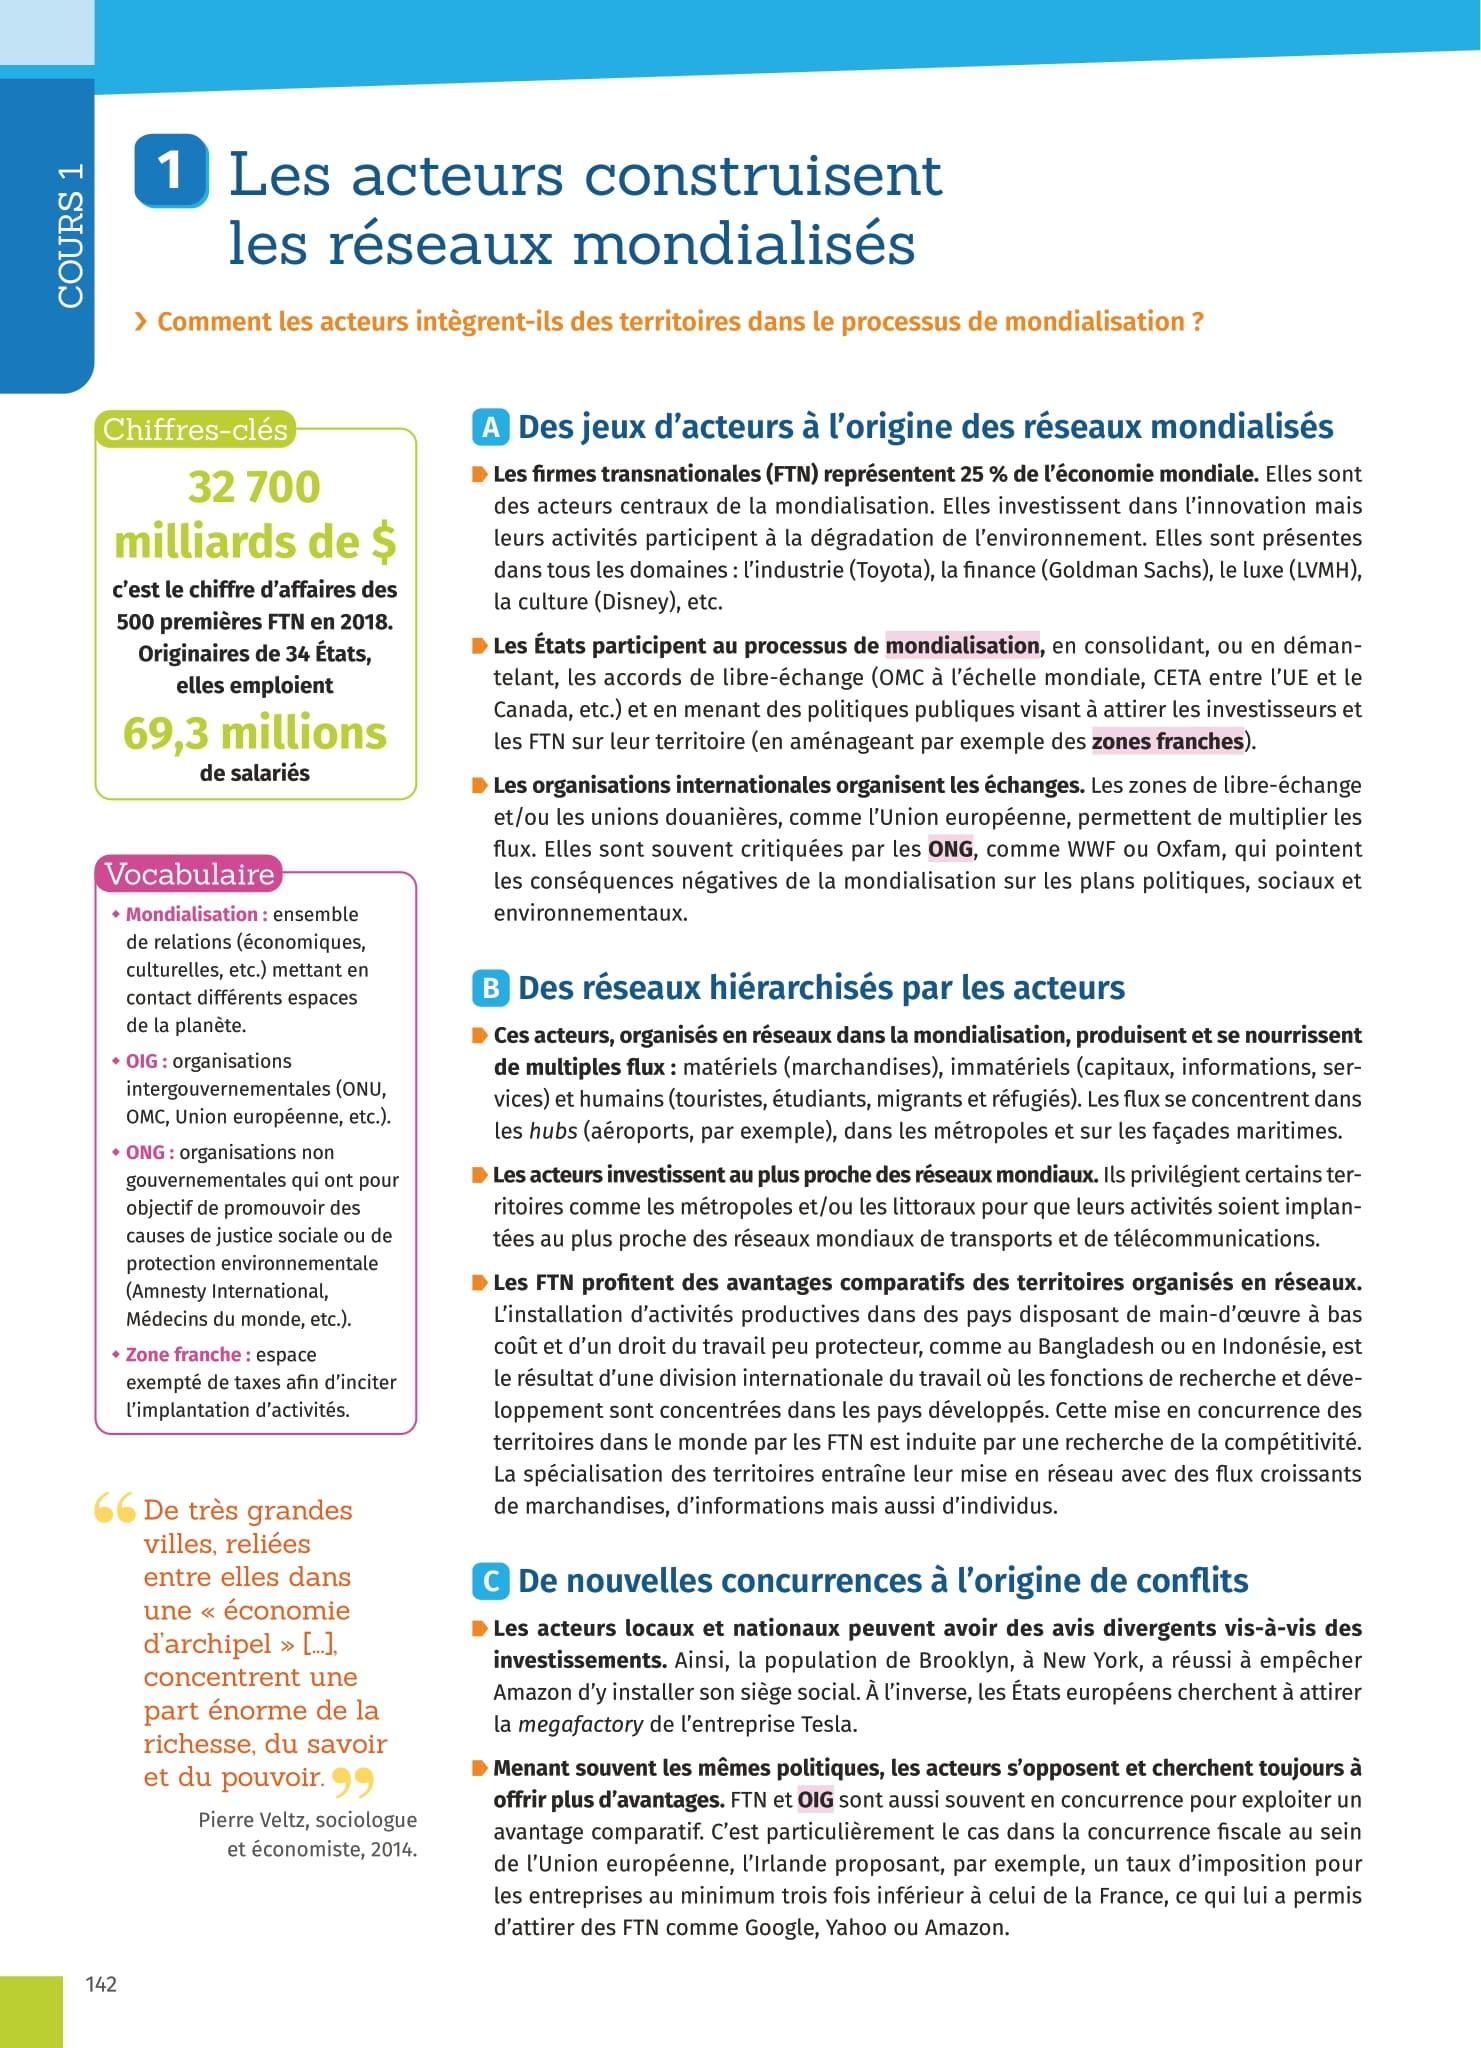 COURS 1
1 Les acteurs construisent
les réseaux mondialisés
› Comment les acteurs intègrent-ils des territoires dans le processus de mondialisation ?
Chiffres-clés
32 700
milliards de $
c’est le chiffre d’affaires des
500 premières FTN en 2018.
Originaires de 34 États,
elles emploient
69,3 millions
de salariés
Vocabulaire
• Mondialisation : ensemble
de relations (économiques,
culturelles, etc.) mettant en
contact différents espaces
de la planète.
• OIG : organisations
intergouvernementales (ONU,
OMC, Union européenne, etc.).
• ONG : organisations non
gouvernementales qui ont pour
objectif de promouvoir des
causes de justice sociale ou de
protection environnementale
(Amnesty International,
Médecins du monde, etc.).
• Zone franche : espace
exempté de taxes afin d’inciter
l’implantation d’activités.
“ De très grandes
villes, reliées
entre elles dans
une « économie
d’archipel » [...],
concentrent une
part énorme de la
richesse, du savoir
et du pouvoir. ”
Pierre Veltz, sociologue
et économiste, 2014.
A Des jeux d’acteurs à l’origine des réseaux mondialisés
Les firmes transnationales (FTN) représentent 25 % de l’économie mondiale. Elles sont
des acteurs centraux de la mondialisation. Elles investissent dans l’innovation mais
leurs activités participent à la dégradation de l’environnement. Elles sont présentes
dans tous les domaines : l’industrie (Toyota), la finance (Goldman Sachs), le luxe (LVMH),
la culture (Disney), etc.
Les États participent au processus de mondialisation, en consolidant, ou en déman-
telant, les accords de libre-échange (OMC à l’échelle mondiale, CETA entre l’UE et le
Canada, etc.) et en menant des politiques publiques visant à attirer les investisseurs et
les FTN sur leur territoire (en aménageant par exemple des zones franches).
Les organisations internationales organisent les échanges. Les zones de libre-échange
et/ou les unions douanières, comme l’Union européenne, permettent de multiplier les
flux. Elles sont souvent critiquées par les ONG, comme WWF ou Oxfam, qui pointent
les conséquences négatives de la mondialisation sur les plans politiques, sociaux et
environnementaux.
B Des réseaux hiérarchisés par les acteurs
Ces acteurs, organisés en réseaux dans la mondialisation, produisent et se nourrissent
de multiples flux : matériels (marchandises), immatériels (capitaux, informations, ser-
vices) et humains (touristes, étudiants, migrants et réfugiés). Les flux se concentrent dans
les hubs (aéroports, par exemple), dans les métropoles et sur les façades maritimes.
Les acteurs investissent au plus proche des réseaux mondiaux. Ils privilégient certains ter-
ritoires comme les métropoles et/ou les littoraux pour que leurs activités soient implan-
tées au plus proche des réseaux mondiaux de transports et de télécommunications.
Les FTN profitent des avantages comparatifs des territoires organisés en réseaux.
L’installation d’activités productives dans des pays disposant de main-d’œuvre à bas
coût et d’un droit du travail peu protecteur, comme au Bangladesh ou en Indonésie, est
le résultat d’une division internationale du travail où les fonctions de recherche et déve-
loppement sont concentrées dans les pays développés. Cette mise en concurrence des
territoires dans le monde par les FTN est induite par une recherche de la compétitivité.
La spécialisation des territoires entraîne leur mise en réseau avec des flux croissants
de marchandises, d’informations mais aussi d’individus.
C De nouvelles concurrences à l’origine de conflits
Les acteurs locaux et nationaux peuvent avoir des avis divergents vis-à-vis des
investissements. Ainsi, la population de Brooklyn, à New York, a réussi à empêcher
Amazon d’y installer son siège social. À l’inverse, les États européens cherchent à attirer
la megafactory de l’entreprise Tesla.
Menant souvent les mêmes politiques, les acteurs s’opposent et cherchent toujours à
offrir plus d’avantages. FTN et OIG sont aussi souvent en concurrence pour exploiter un
avantage comparatif. C’est particulièrement le cas dans la concurrence fiscale au sein
de l’Union européenne, l’Irlande proposant, par exemple, un taux d’imposition pour
les entreprises au minimum trois fois inférieur à celui de la France, ce qui lui a permis
d’attirer des FTN comme Google, Yahoo ou Amazon.
142